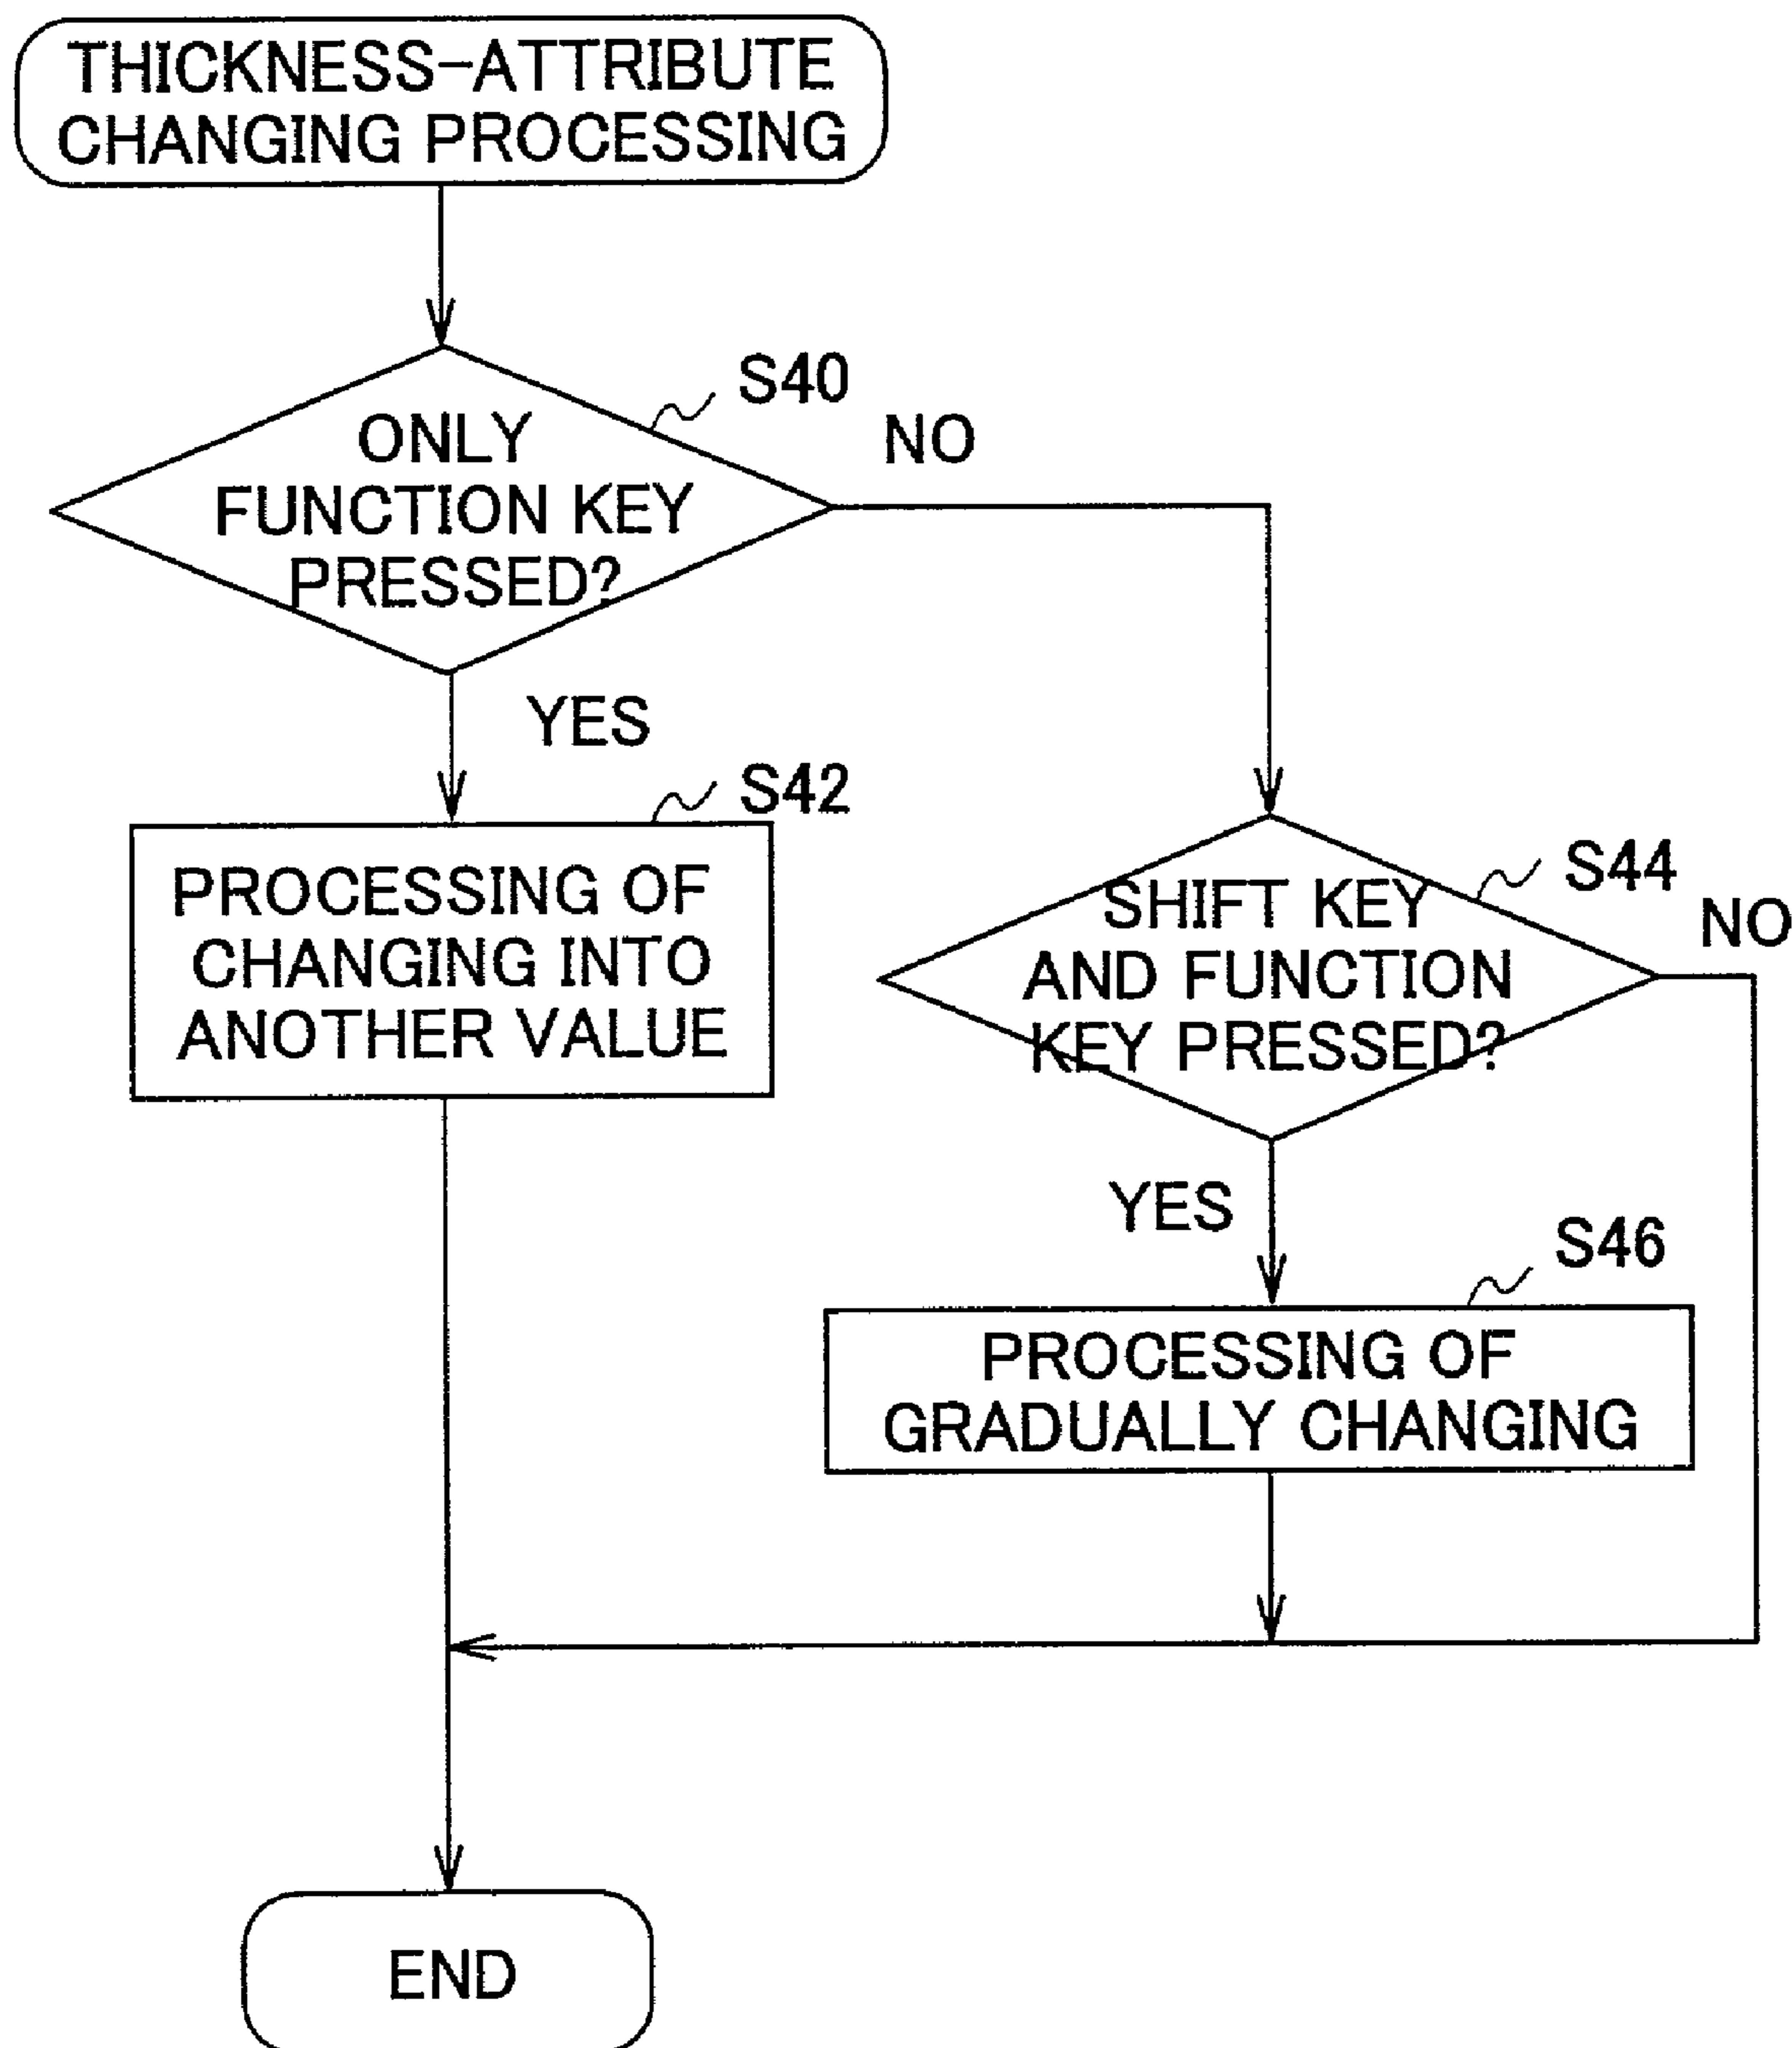 THICKNESS-ATTRIBUTE
CHANGING PROCESSING
S40
ONLY
FUNCTION KEY
PRESSED?
NO
YES
S42
PROCESSING OF
CHANGING INTO
ANOTHER VALUE
S44
SHIFT KEY
AND FUNCTION
KEY PRESSED?
NO
YES
S46
PROCESSING OF
GRADUALLY CHANGING
END